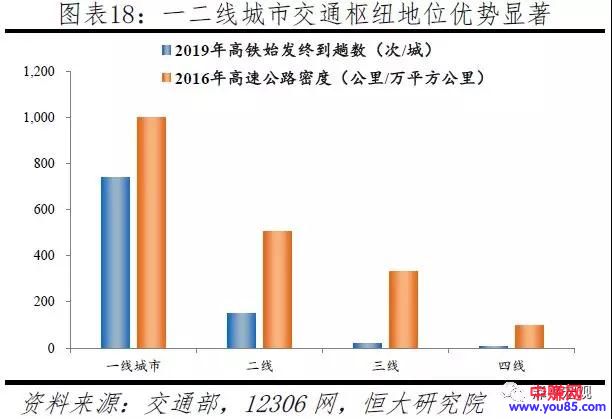 图表18：一二线城市交通枢纽地位优势显著
2019年高铁始发终到趟数（次/城）
2016年高速公路密度（公里/万平方公里）
1,200
1,000
800
600
400
200
0
一线城市 二线 三线 四线
资料来源：交通部，12306网，恒大研究院
中赚网
www.you85.com